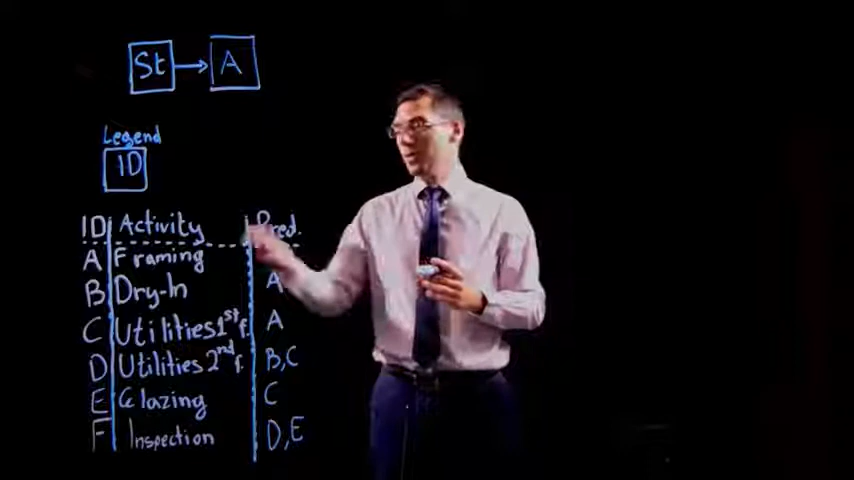 St A
Legend
ID
ID Activity Pred.
A Framing
B Dry-In A
C Utilities 1st f. A
D Utilities 2nd f. B,C
E Glazing C
F Inspection D,E